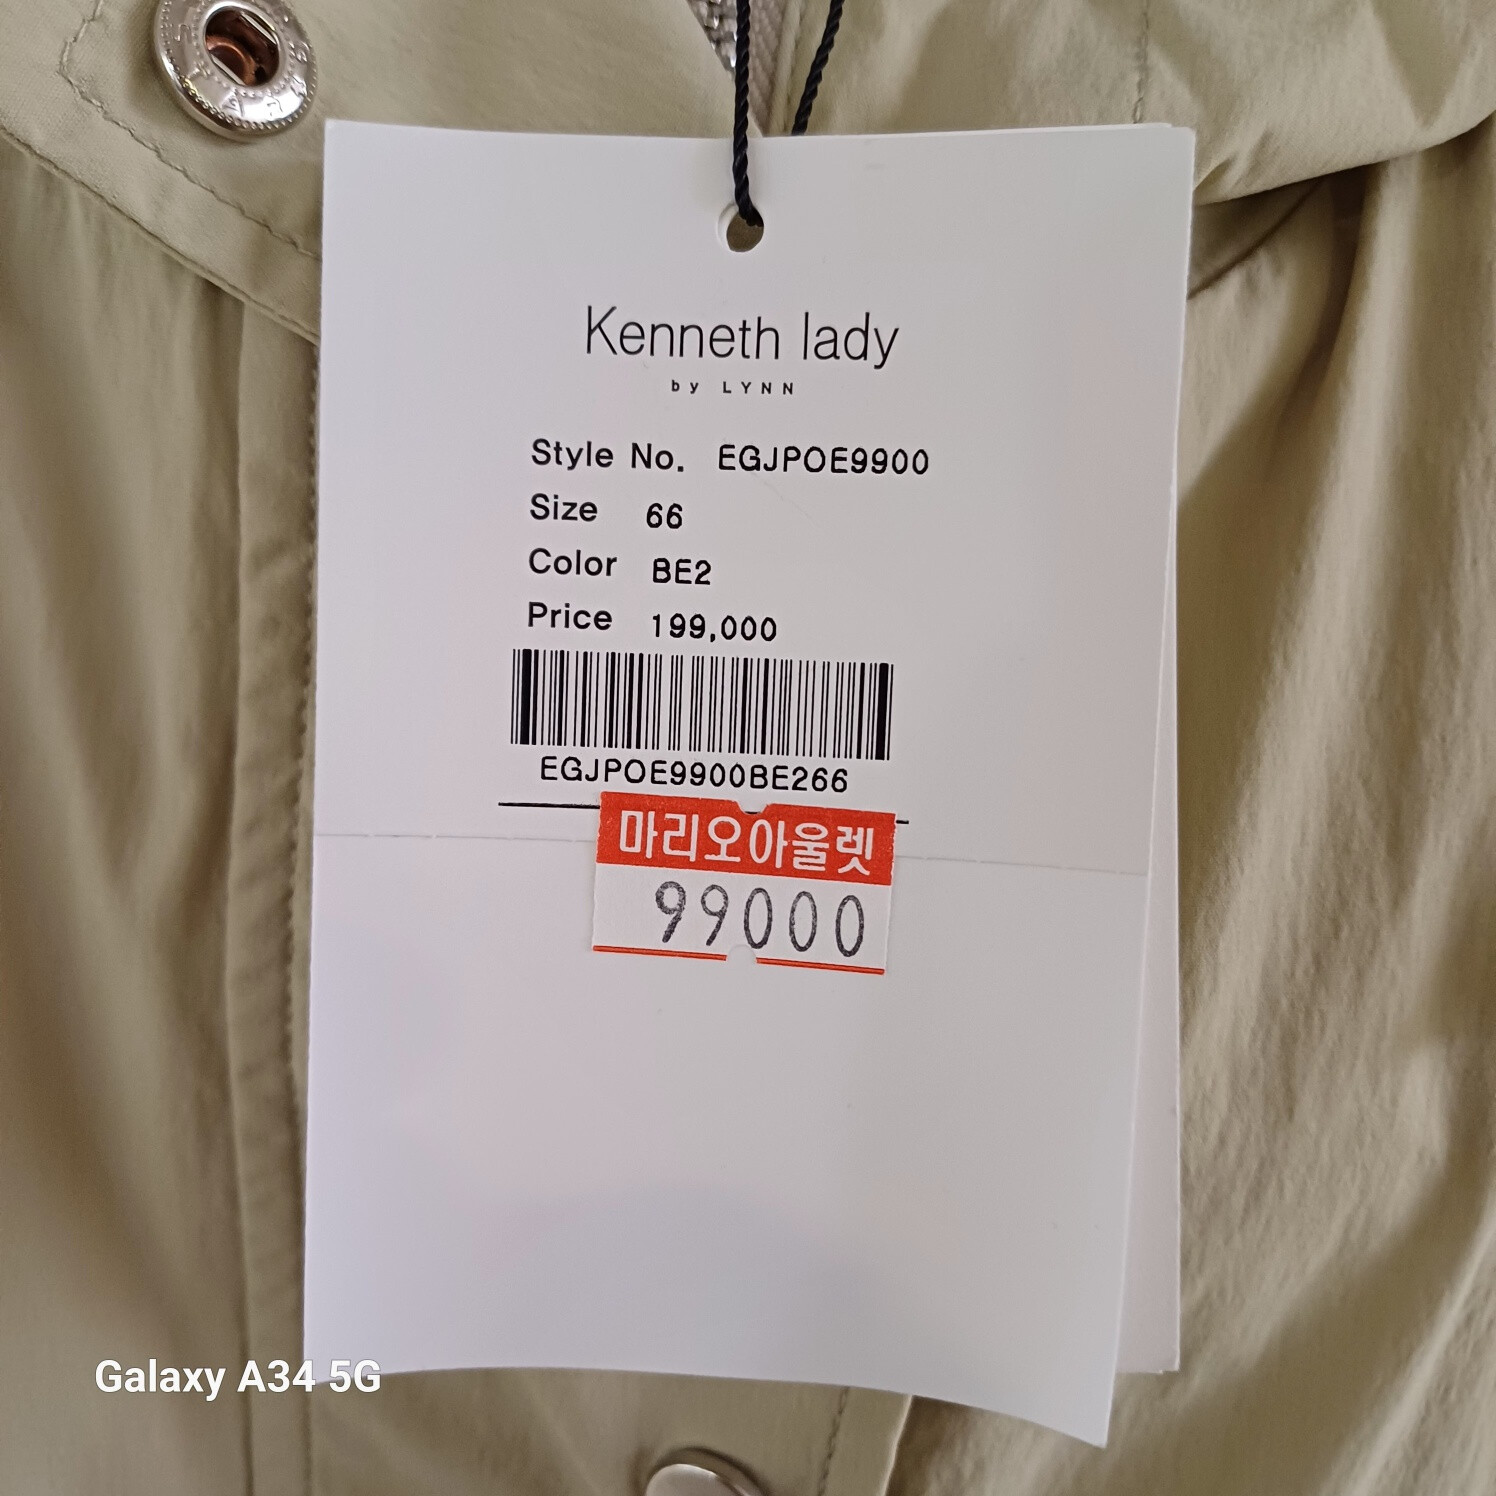 Kenneth lady
by LYNN
Style No. EGJPOE9900
Size 66
Color BE2
Price 199,000
EGJPOE9900BE266
마리오아울렛
99000
Galaxy A34 5G